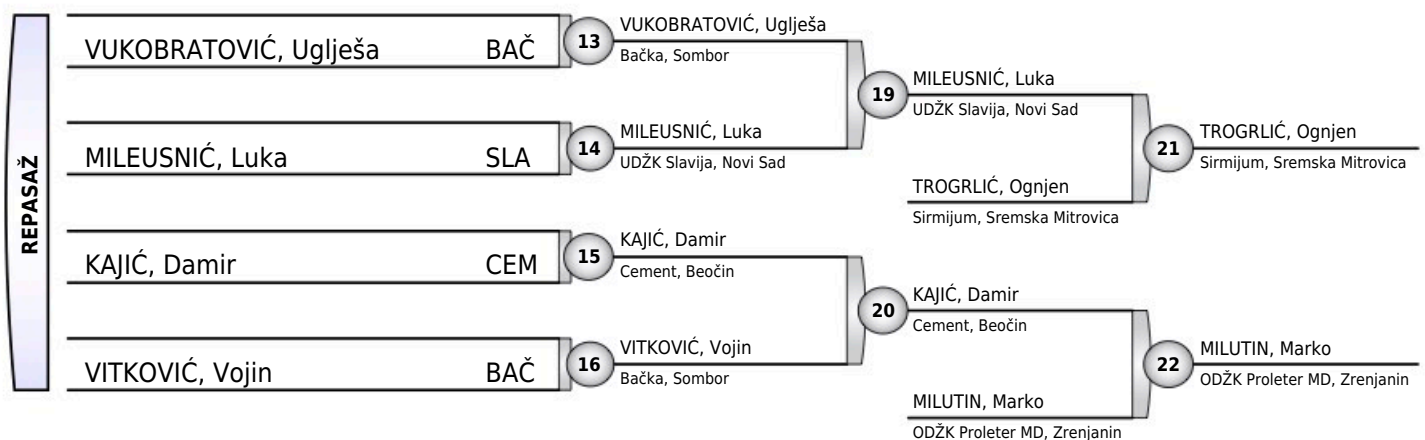 REPASAŽ
VUKOBRATOVIĆ, Uglješa BAČ
MILEUSNIĆ, Luka SLA
KAJIĆ, Damir CEM
VITKOVIĆ, Vojin BAČ
13
VUKOBRATOVIĆ, Uglješa
Bačka, Sombor
14
MILEUSNIĆ, Luka
UDŽK Slavija, Novi Sad
15
KAJIĆ, Damir
Cement, Beočin
16
VITKOVIĆ, Vojin
Bačka, Sombor
19
MILEUSNIĆ, Luka
UDŽK Slavija, Novi Sad
TROGRLIĆ, Ognjen
Sirmijum, Sremska Mitrovica
20
KAJIĆ, Damir
Cement, Beočin
MILUTIN, Marko
ODŽK Proleter MD, Zrenjanin
21
TROGRLIĆ, Ognjen
Sirmijum, Sremska Mitrovica
22
MILUTIN, Marko
ODŽK Proleter MD, Zrenjanin